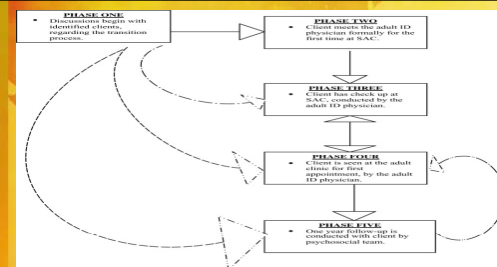 PHASE ONE
• Discussions begin with
identified clients,
regarding the transition
process.
PHASE TWO
• Client meets the adult ID
physician formally for the
first time at SAC.
PHASE THREE
• Client has check up at
SAC, conducted by the
adult ID physician.
PHASE FOUR
• Client is seen at the adult
clinic for first
appointment, by the adult
ID physician.
PHASE FIVE
• One year follow-up is
conducted with client by
psychosocial team.